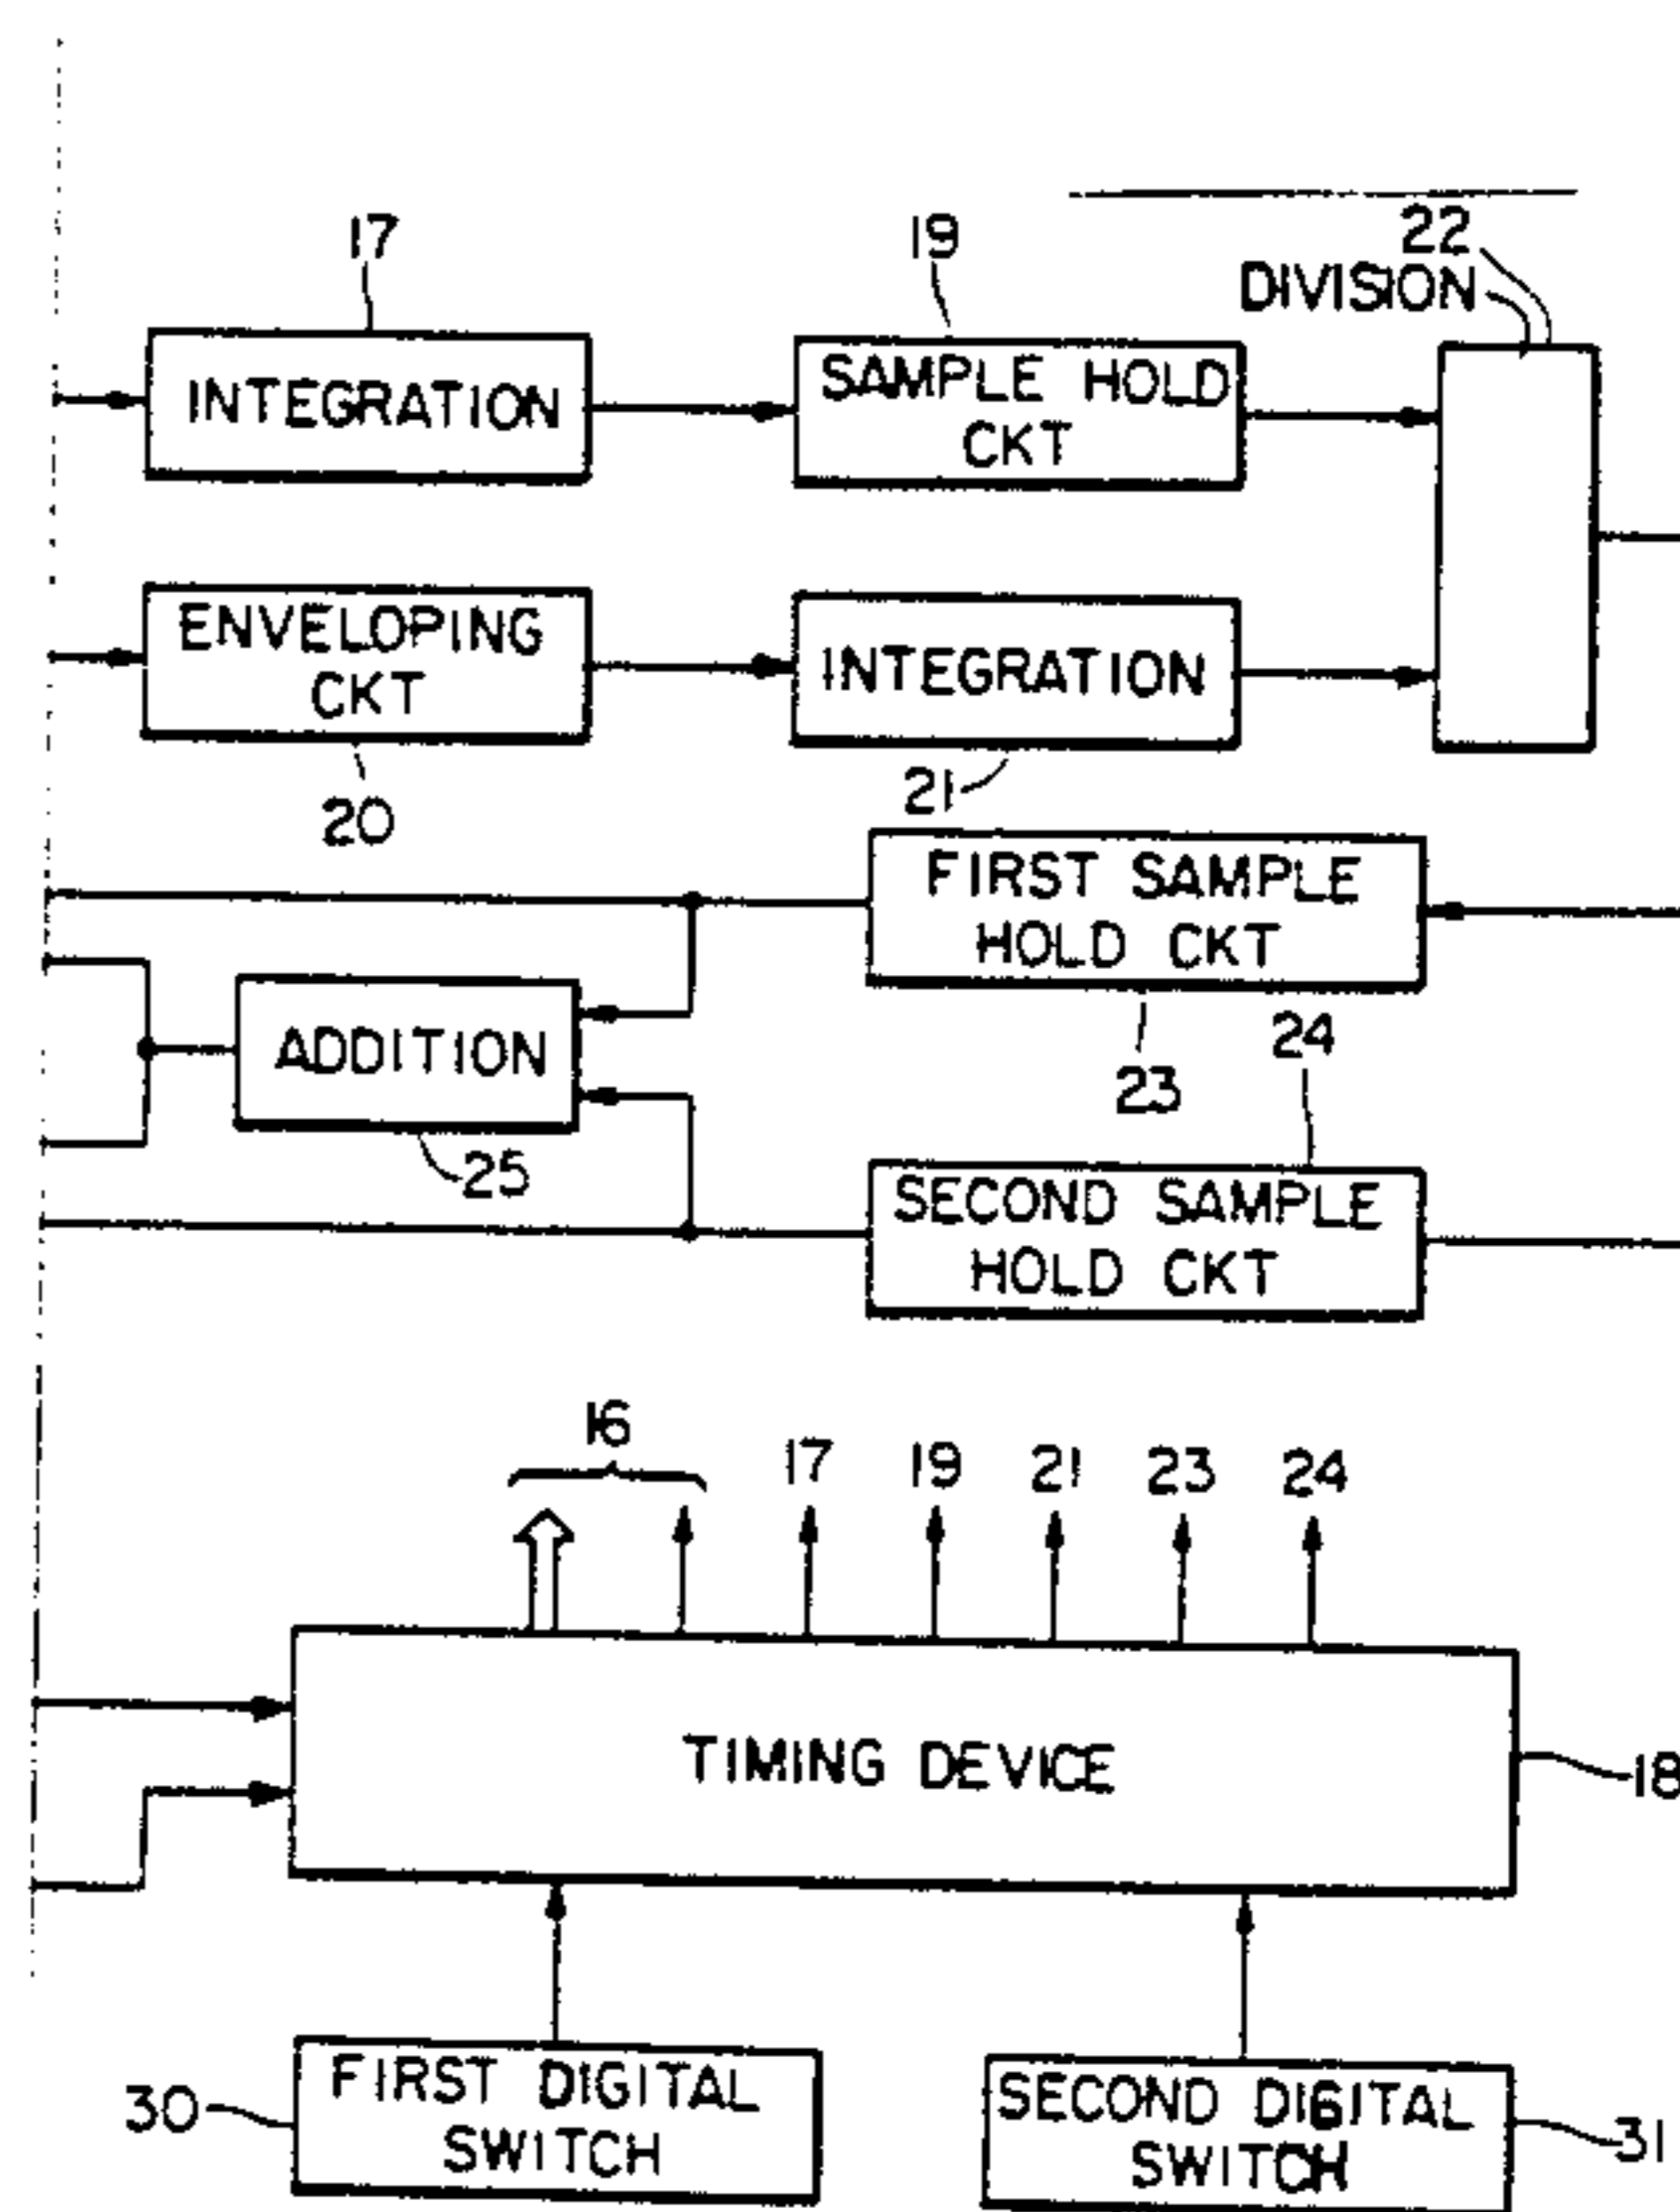 17
19
22
DIVISION
INTEGRATION
SAMPLE HOLD
CKT
ENVELOPING
CKT
INTEGRATION
20
21
FIRST SAMPLE
HOLD CKT
ADDITION
23
24
25
SECOND SAMPLE
HOLD CKT
16
17
19
21
23
24
TIMING DEVICE
18
30
FIRST DIGITAL
SWITCH
SECOND DIGITAL
SWITCH
31